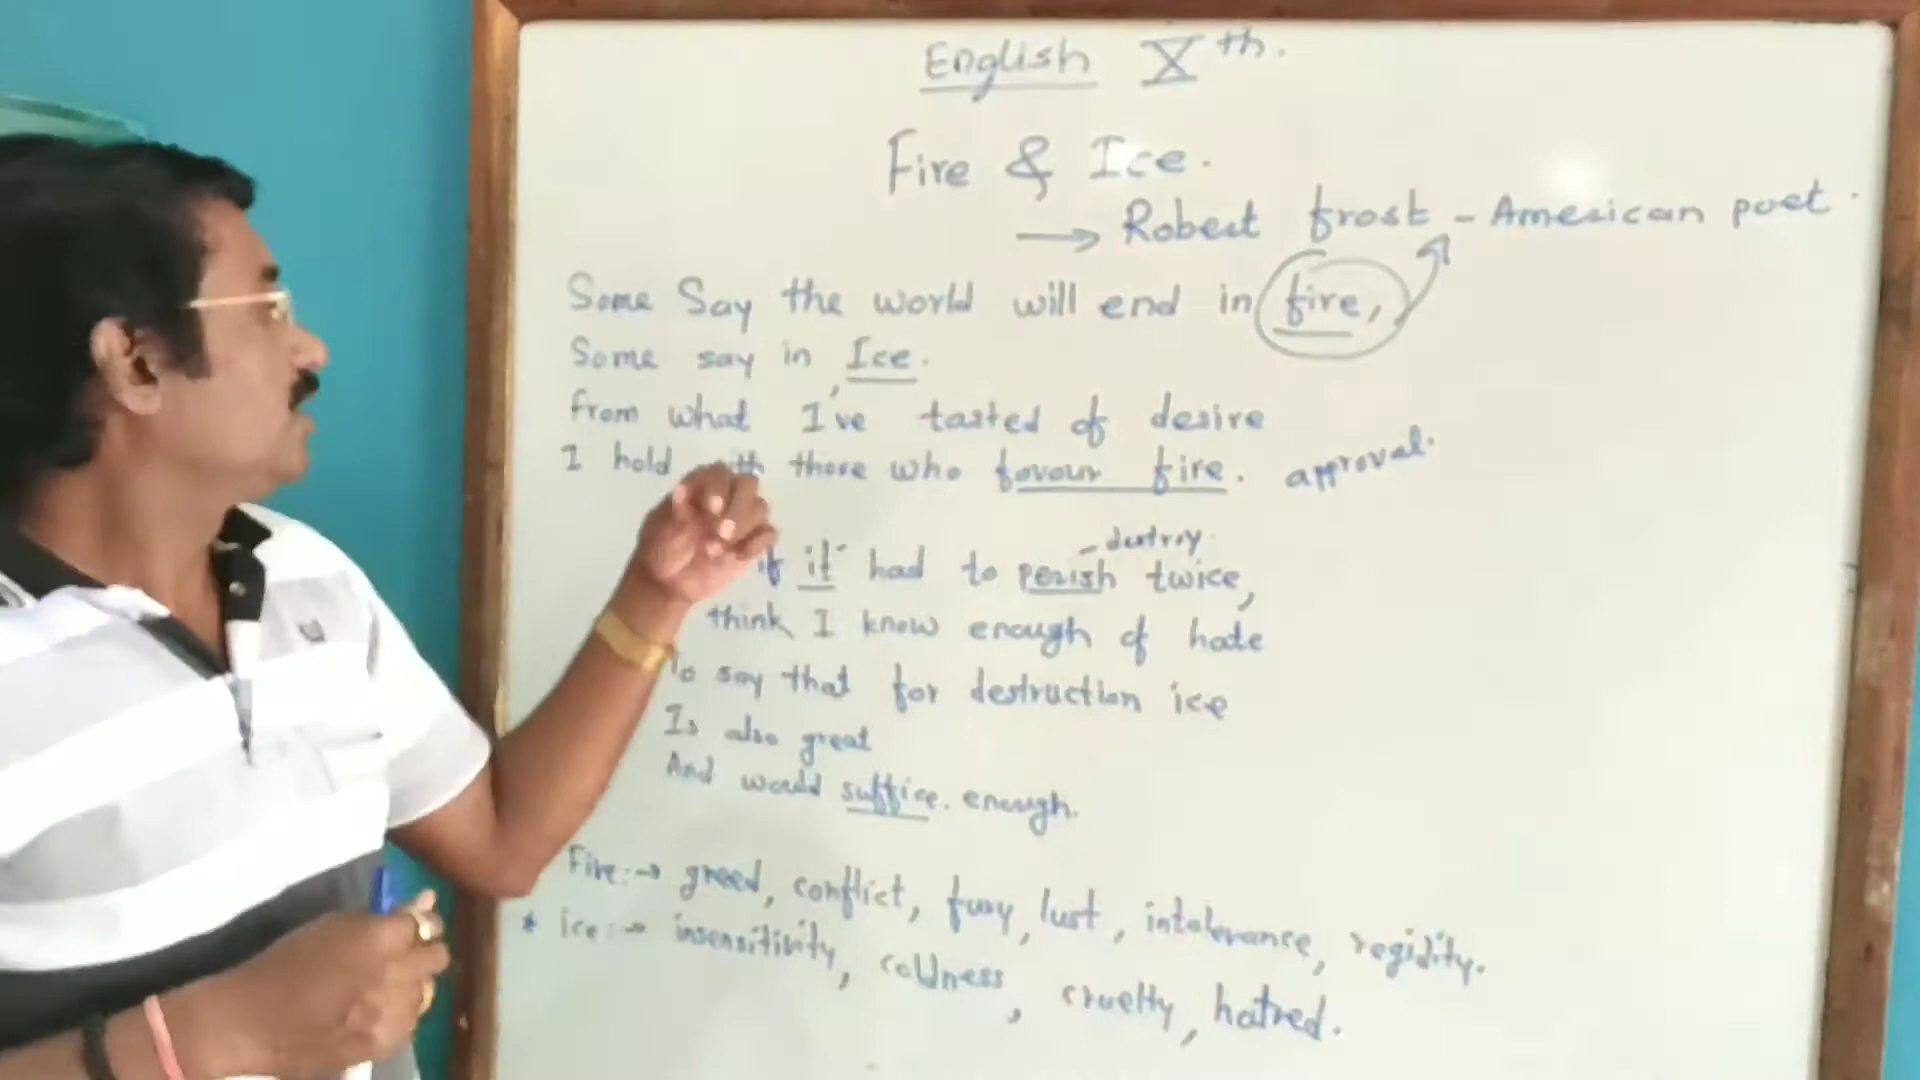 English Xth.
Fire & Ice.
→ Robert frost - American poet.
Some Say the world will end in fire,
Some say in Ice.
From what I've tasted of desire
I hold with those who favour fire. approval.
destroy
if it had to perish twice,
think I know enough of hate
To say that for destruction ice
Is also great
And would suffice. enough.
Fire:→ greed, conflict, fury, lust, intolerance, regidity.
* ice:→ insensitivity, coldness, cruelty, hatred.